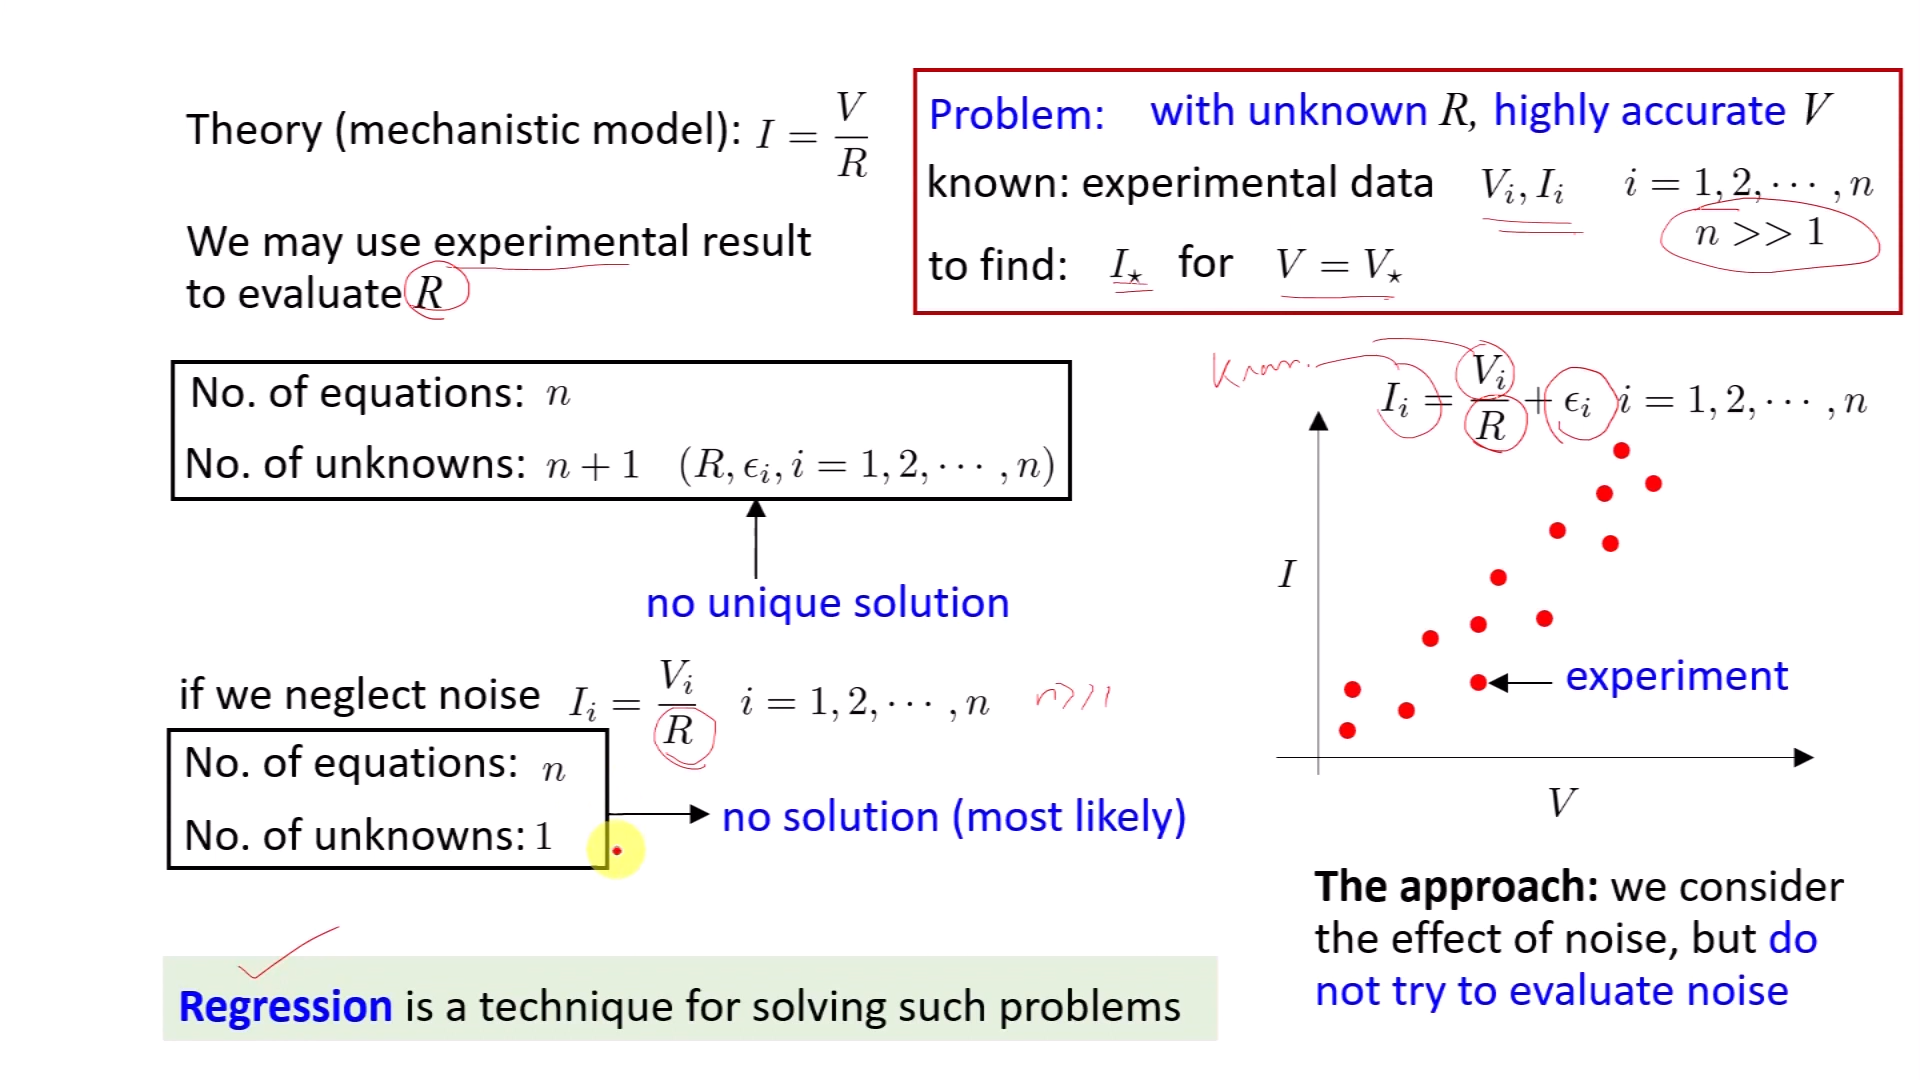 Theory (mechanistic model): I = V/R
We may use experimental result
to evaluate R
Problem: with unknown R, highly accurate V
known: experimental data V_i, I_i i = 1, 2, ⋯ , n
n >> 1
to find: I_⋆ for V = V_⋆
No. of equations: n
No. of unknowns: n + 1 (R, ϵ_i, i = 1, 2, ⋯ , n)
no unique solution
I_i = V_i/R + ϵ_i i = 1, 2, ⋯ , n
I
experiment
V
if we neglect noise I_i = V_i/R i = 1, 2, ⋯ , n n>>1
No. of equations: n
No. of unknowns: 1
no solution (most likely)
The approach: we consider
the effect of noise, but do
not try to evaluate noise
Regression is a technique for solving such problems